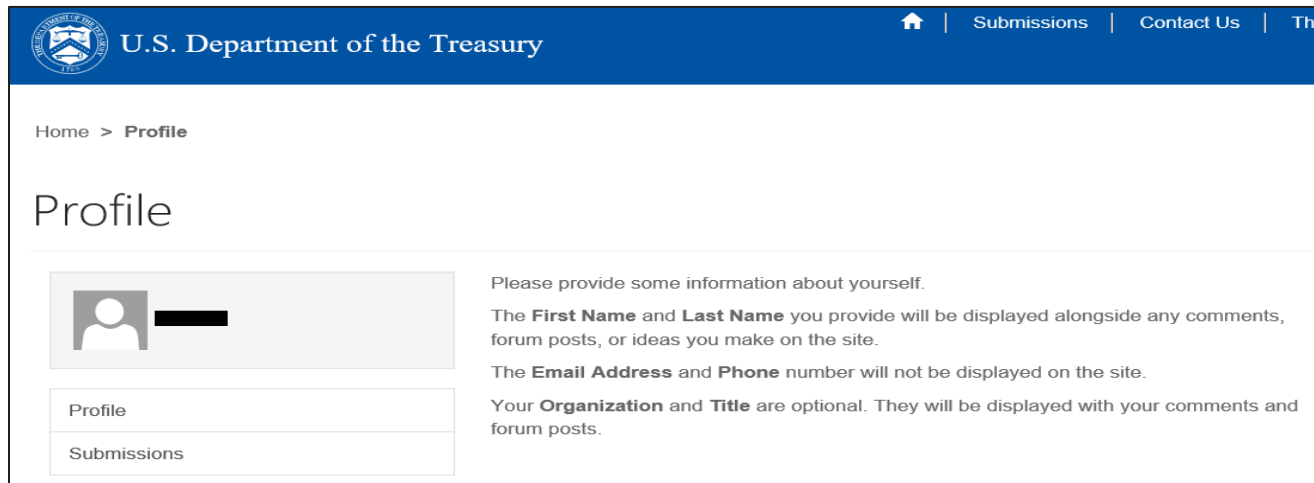 U.S. Department of the Treasury
Submissions | Contact Us |
Home > Profile
Profile
Please provide some information about yourself.
The First Name and Last Name you provide will be displayed alongside any comments,
forum posts, or ideas you make on the site.
The Email Address and Phone number will not be displayed on the site.
Your Organization and Title are optional. They will be displayed with your comments and
forum posts.
Profile
Submissions